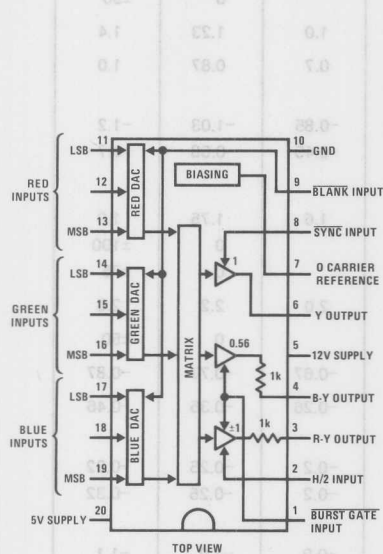 RED INPUTS
LSB 11
12
MSB 13
RED DAC
GREEN INPUTS
LSB 14
15
MSB 16
GREEN DAC
BLUE INPUTS
LSB 17
18
MSB 19
BLUE DAC
5V SUPPLY 20
MATRIX
BIASING
1
0.56
1k
±1
1k
10 GND
9 BLANK INPUT
8 SYNC INPUT
7 O CARRIER REFERENCE
6 Y OUTPUT
5 12V SUPPLY
4 B-Y OUTPUT
3 R-Y OUTPUT
2 H/2 INPUT
1 BURST GATE INPUT
TOP VIEW